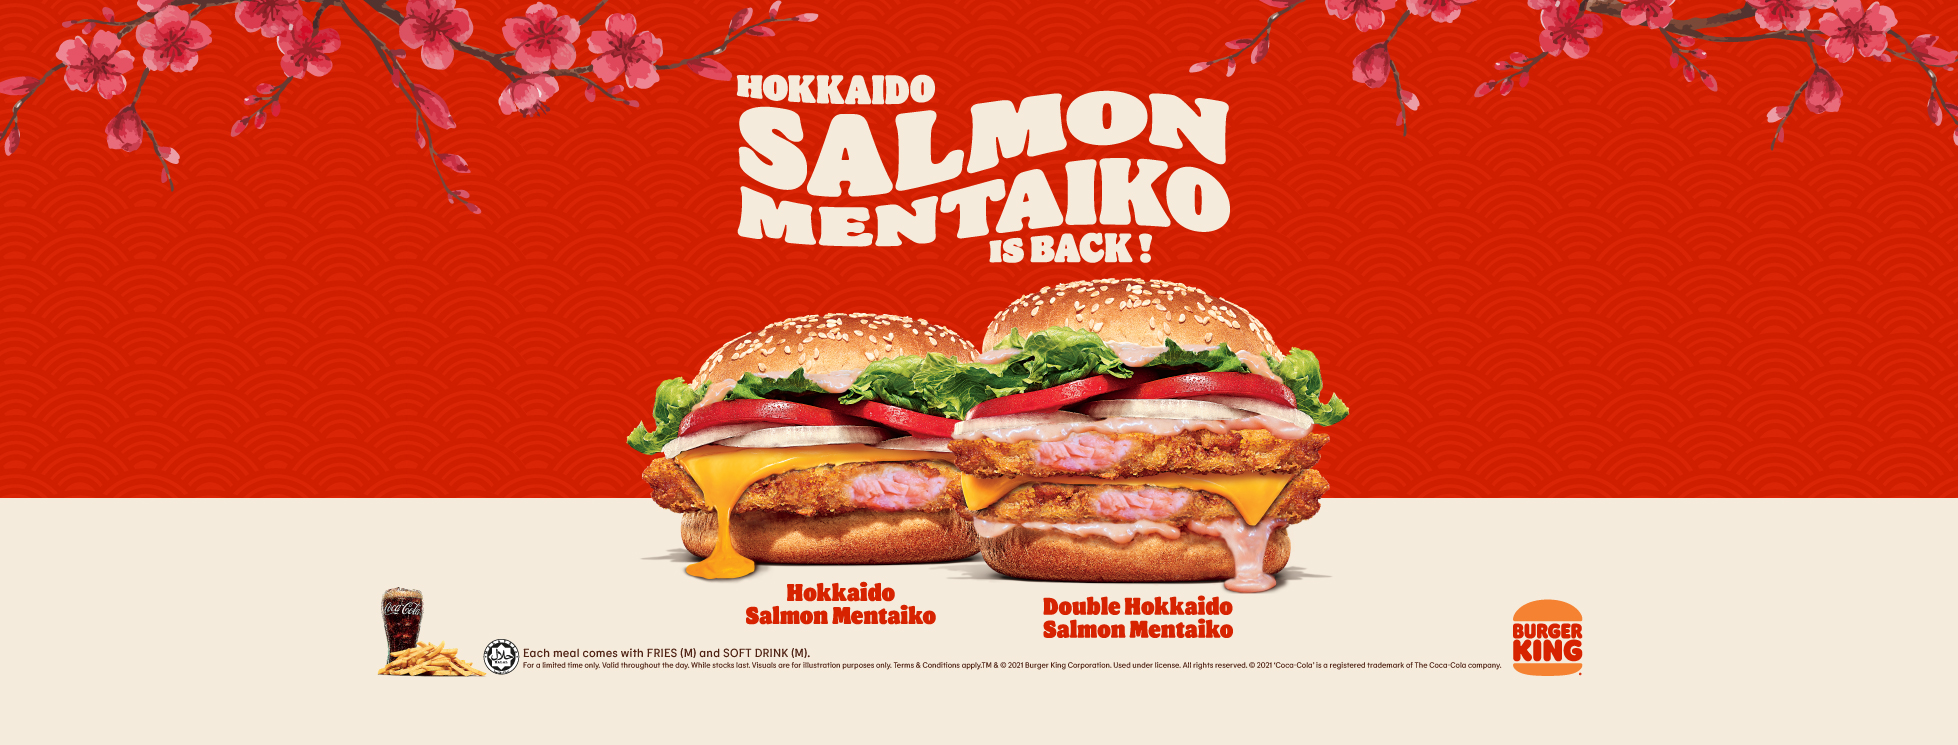 HOKKAIDO
SALMON
MENTAIKO
IS BACK!
Hokkaido
Salmon Mentaiko
Double Hokkaido
Salmon Mentaiko
Coca-Cola
Each meal comes with FRIES (M) and SOFT DRINK (M).
For a limited time only. Valid throughout the day. While stocks last. Visuals are for illustration purposes only. Terms & Conditions apply.TM & © 2021 Burger King Corporation. Used under license. All rights reserved. © 2021 'Coca-Cola' is a registered trademark of The Coca-Cola company.
BURGER
KING